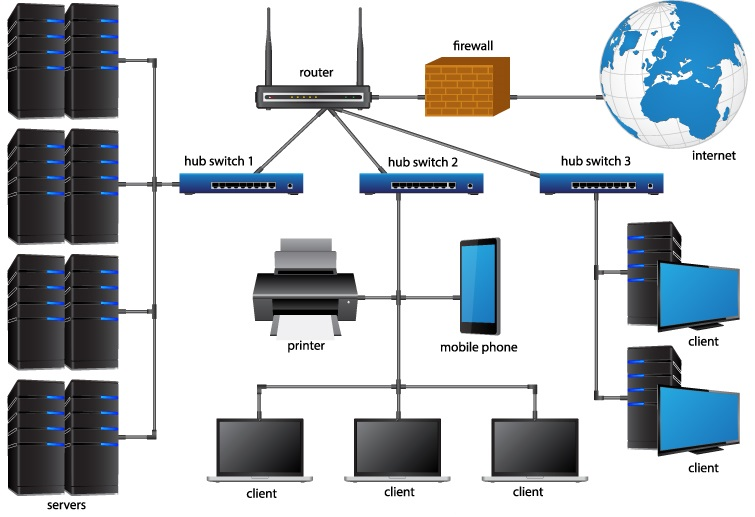 firewall
router
internet
hub switch 1
hub switch 2
hub switch 3
printer
mobile phone
client
client
client
client
client
servers